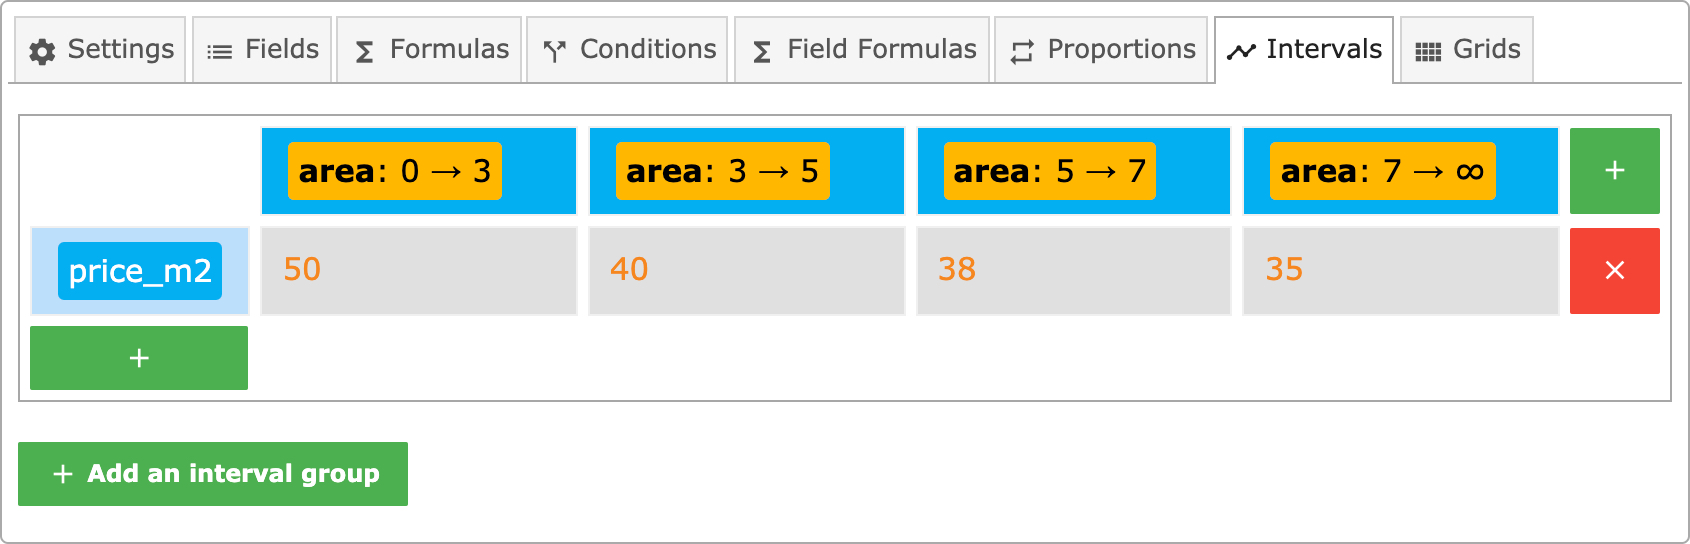 Settings Fields Formulas Conditions Field Formulas Proportions Intervals Grids
area: 0 → 3 area: 3 → 5 area: 5 → 7 area: 7 → ∞ +
price_m2 50 40 38 35 ×
+
+ Add an interval group